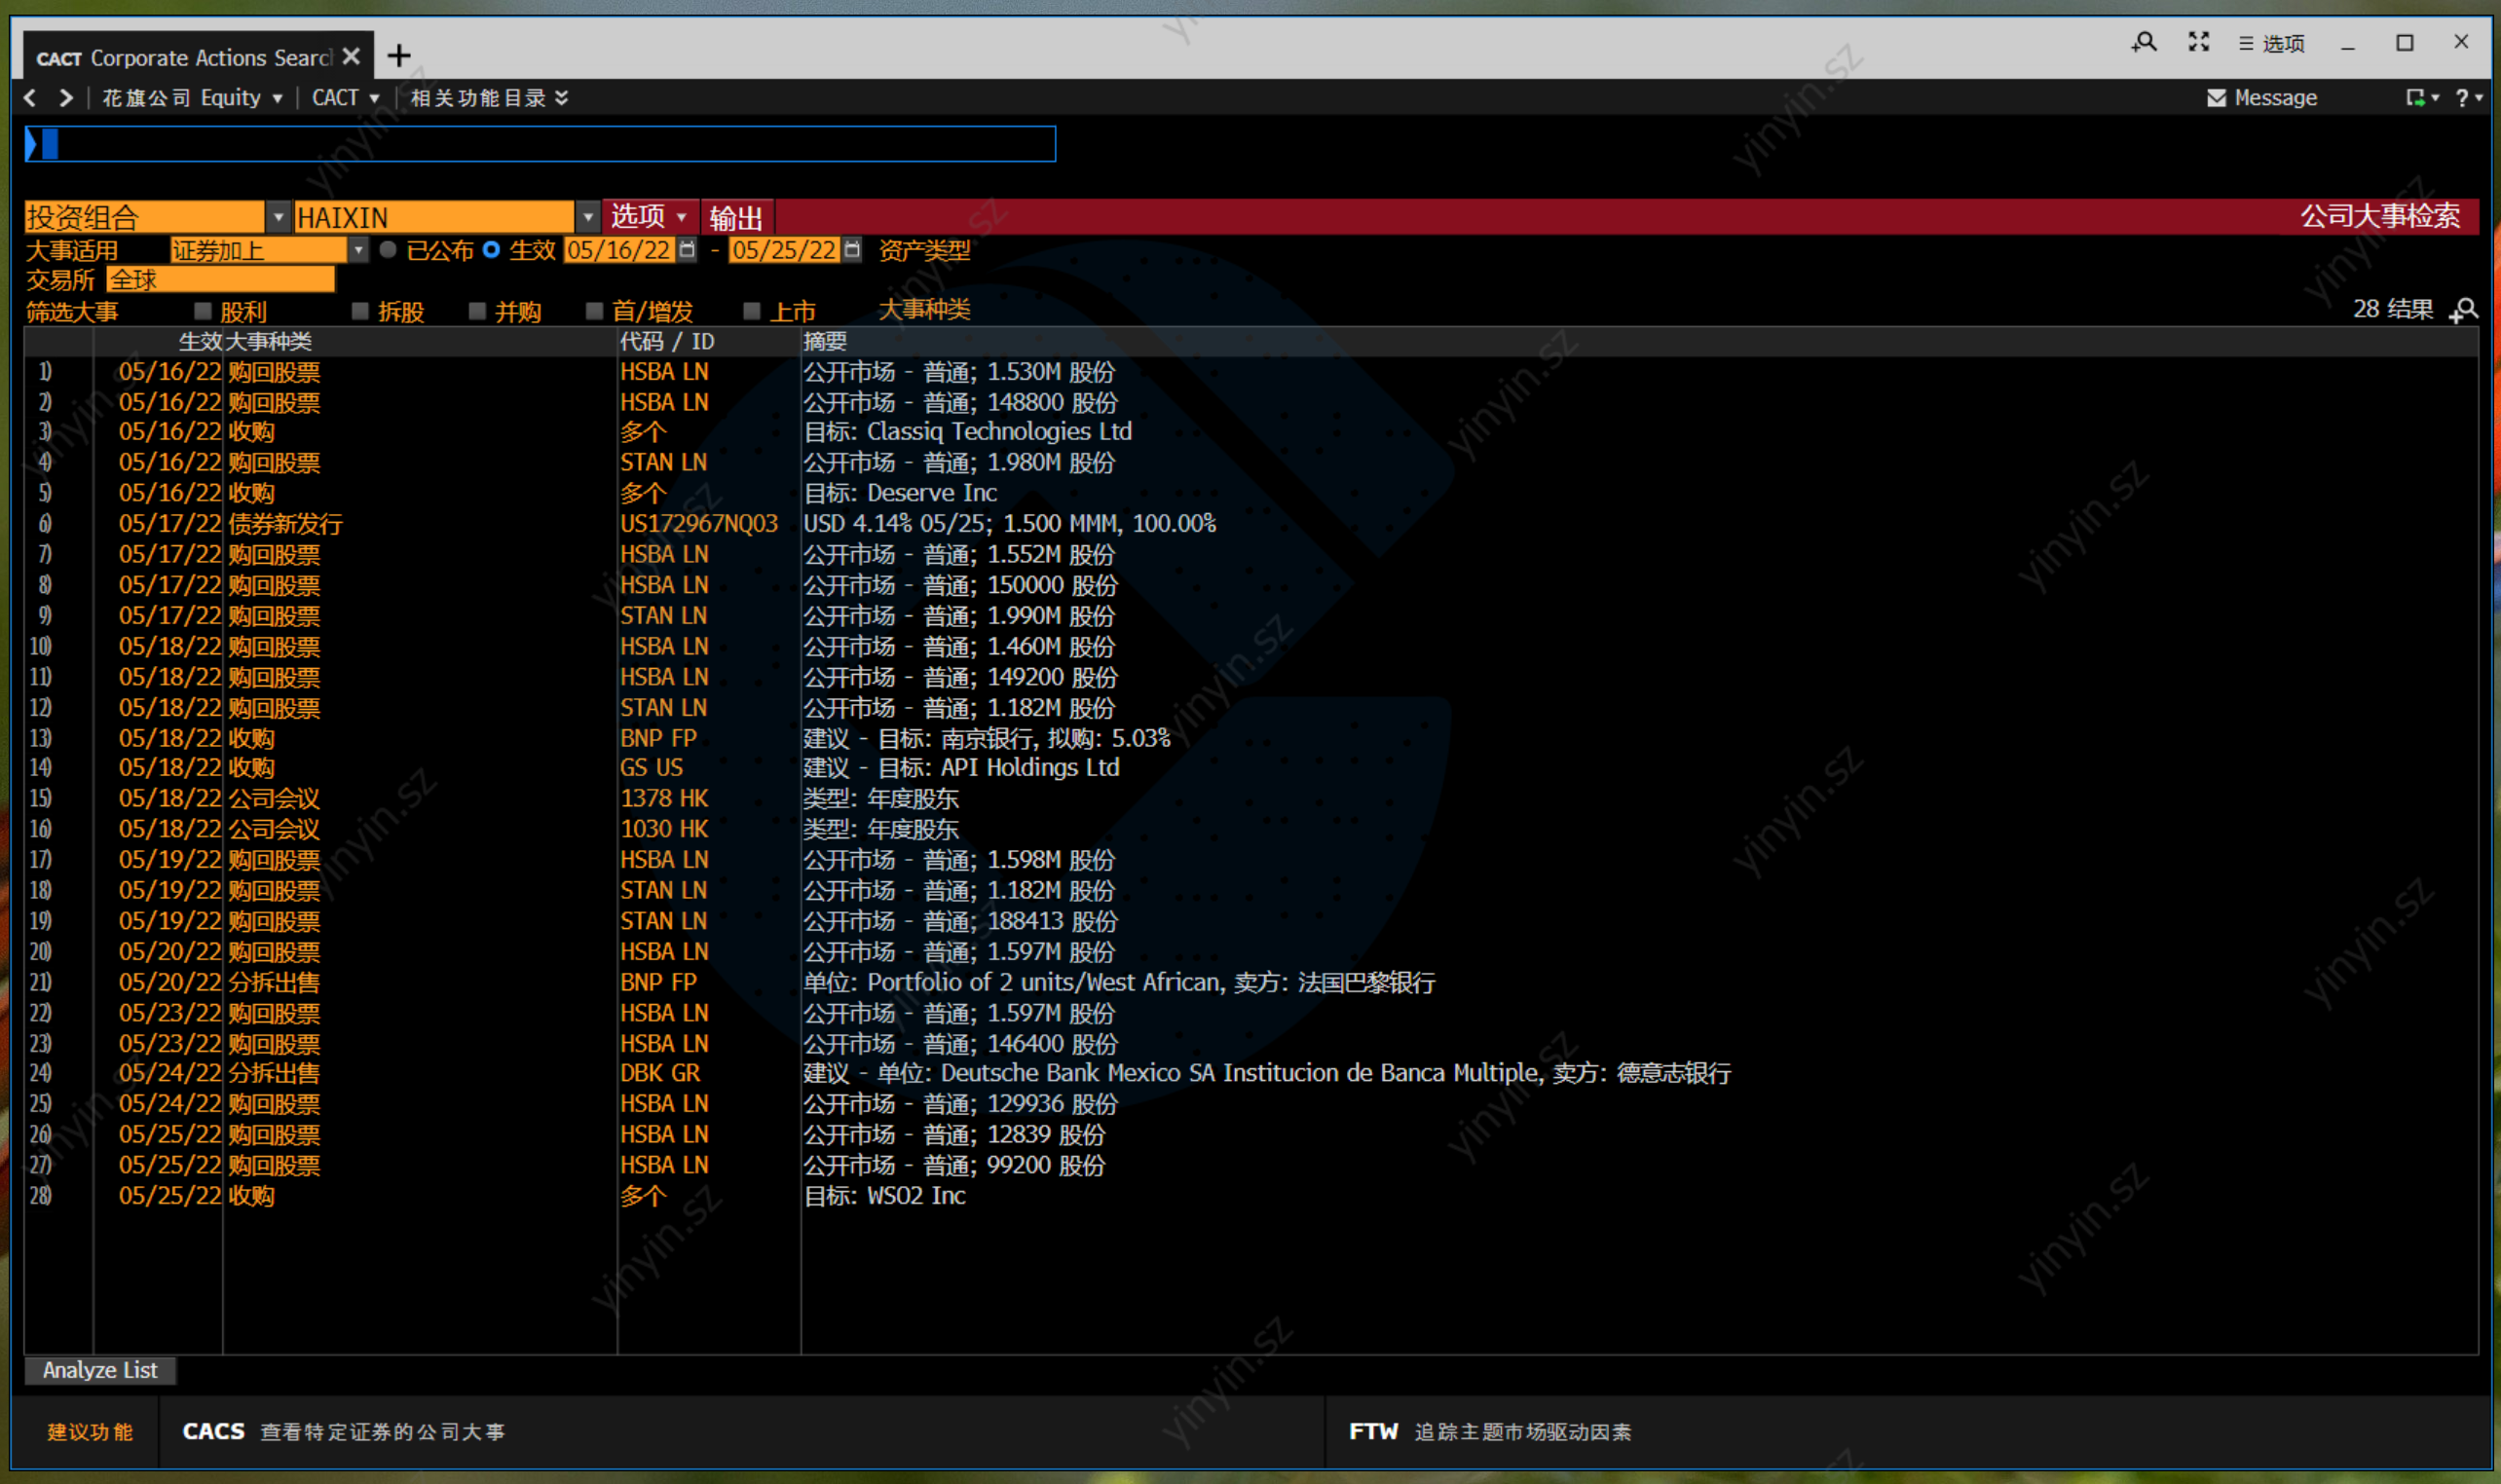 CACT Corporate Actions Searc
选项
花旗公司 Equity CACT 相关功能目录 Message ?
投资组合 HAIXIN 选项 输出 公司大事检索
大事适用 证券加上 已公布 生效 05/16/22 - 05/25/22 资产类型
交易所 全球
筛选大事 股利 拆股 并购 首/增发 上市 大事种类 28 结果
生效 大事种类 代码 / ID 摘要
1) 05/16/22 购回股票 HSBA LN 公开市场 - 普通; 1.530M 股份
2) 05/16/22 购回股票 HSBA LN 公开市场 - 普通; 148800 股份
3) 05/16/22 收购 多个 目标: Classiq Technologies Ltd
4) 05/16/22 购回股票 STAN LN 公开市场 - 普通; 1.980M 股份
5) 05/16/22 收购 多个 目标: Deserve Inc
6) 05/17/22 债券新发行 US172967NQ03 USD 4.14% 05/25; 1.500 MMM, 100.00%
7) 05/17/22 购回股票 HSBA LN 公开市场 - 普通; 1.552M 股份
8) 05/17/22 购回股票 HSBA LN 公开市场 - 普通; 150000 股份
9) 05/17/22 购回股票 STAN LN 公开市场 - 普通; 1.990M 股份
10) 05/18/22 购回股票 HSBA LN 公开市场 - 普通; 1.460M 股份
11) 05/18/22 购回股票 HSBA LN 公开市场 - 普通; 149200 股份
12) 05/18/22 购回股票 STAN LN 公开市场 - 普通; 1.182M 股份
13) 05/18/22 收购 BNP FP 建议 - 目标: 南京银行, 拟购: 5.03%
14) 05/18/22 收购 GS US 建议 - 目标: API Holdings Ltd
15) 05/18/22 公司会议 1378 HK 类型: 年度股东
16) 05/18/22 公司会议 1030 HK 类型: 年度股东
17) 05/19/22 购回股票 HSBA LN 公开市场 - 普通; 1.598M 股份
18) 05/19/22 购回股票 STAN LN 公开市场 - 普通; 1.182M 股份
19) 05/19/22 购回股票 STAN LN 公开市场 - 普通; 188413 股份
20) 05/20/22 购回股票 HSBA LN 公开市场 - 普通; 1.597M 股份
21) 05/20/22 分拆出售 BNP FP 单位: Portfolio of 2 units/West African, 卖方: 法国巴黎银行
22) 05/23/22 购回股票 HSBA LN 公开市场 - 普通; 1.597M 股份
23) 05/23/22 购回股票 HSBA LN 公开市场 - 普通; 146400 股份
24) 05/24/22 分拆出售 DBK GR 建议 - 单位: Deutsche Bank Mexico SA Institucion de Banca Multiple, 卖方: 德意志银行
25) 05/24/22 购回股票 HSBA LN 公开市场 - 普通; 129936 股份
26) 05/25/22 购回股票 HSBA LN 公开市场 - 普通; 12839 股份
27) 05/25/22 购回股票 HSBA LN 公开市场 - 普通; 99200 股份
28) 05/25/22 收购 多个 目标: WSO2 Inc
Analyze List
建议功能 CACS 查看特定证券的公司大事 FTW 追踪主题市场驱动因素
yinyin.sz